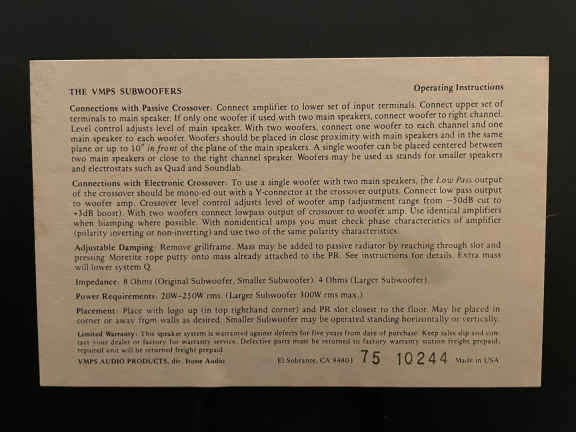 THE VMPS SUBWOOFERS Operating Instructions
Connections with Passive Crossover: Connect amplifier to lower set of input terminals. Connect upper set of
terminals to main speaker. If only one woofer if used with two main speakers, connect woofer to right channel.
Level control adjusts level of main speaker. With two woofers, connect one woofer to each channel and one
main speaker to each woofer. Woofers should be placed in close proximity with main speakers and in the same
plane or up to 10" in front of the plane of the main speakers. A single woofer can be placed centered between
two main speakers or close to the right channel speaker. Woofers may be used as stands for smaller speakers
and electrostats such as Quad and Soundlab.
Connections with Electronic Crossover: To use a single woofer with two main speakers, the Low Pass output
of the crossover should be mono-ed out with a Y-connector at the crossover outputs. Connect low pass output
to woofer amp. Crossover level control adjusts level of woofer amp (adjustment range from -50dB cut to
+3dB boost). With two woofers connect lowpass output of crossover to woofer amp. Use identical amplifiers
when biamping where possible. With nonidentical amps you must check phase characteristics of amplifier
(polarity inverting or non-inverting) and use two of the same polarity characteristics.
Adjustable Damping: Remove grillframe. Mass may be added to passive radiator by reaching through slot and
pressing Moretite rope putty onto mass already attached to the PR. See instructions for details. Extra mass
will lower system Q.
Impedance: 8 Ohms (Original Subwoofer, Smaller Subwoofer). 4 Ohms (Larger Subwoofer).
Power Requirements: 20W-250W rms. (Larger Subwoofer 300W rms max.)
Placement: Place with logo up (in top righthand corner) and PR slot closest to the floor. May be placed in
corner or away from walls as desired. Smaller Subwoofer may be operated standing horizontally or vertically.
Limited Warranty: This speaker system is warranted against defects for five years from date of purchase. Keep sales slip and con-
tact your dealer or factory for warranty service. Defective parts must be returned to factory warranty station freight prepaid;
repaired unit will be returned freight prepaid.
VMPS AUDIO PRODUCTS, div. Itone Audio El Sobrante, CA 94803 75 10244 Made in USA